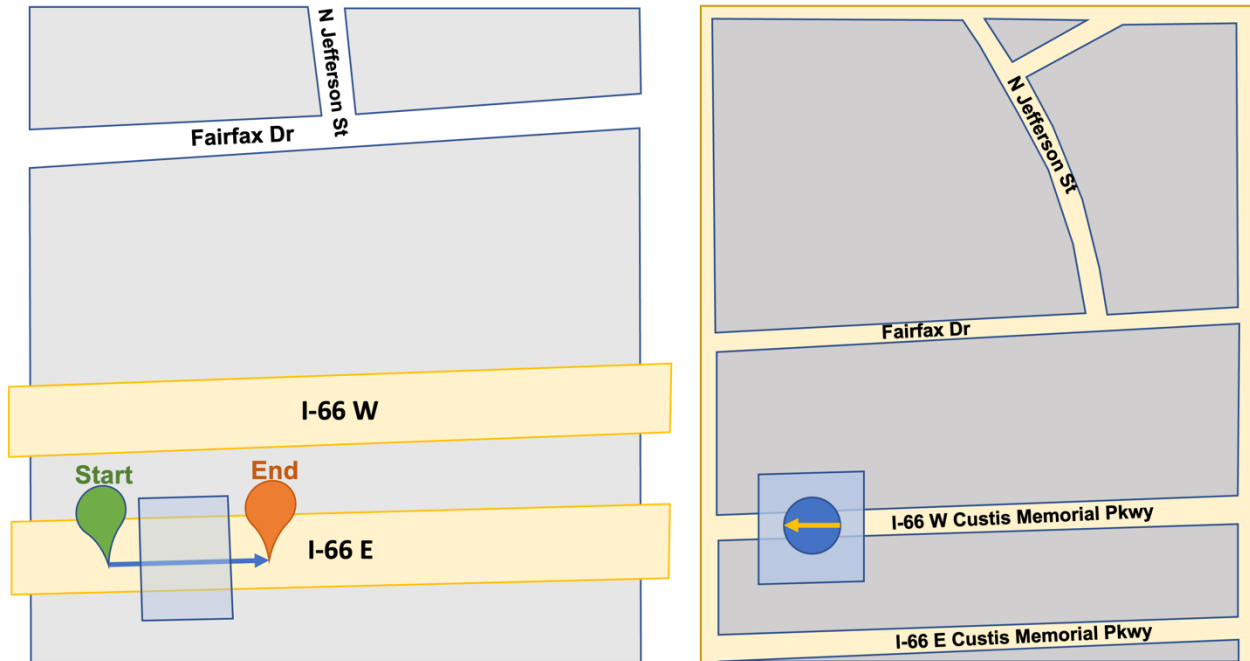 N Jefferson St
Fairfax Dr
I-66 W
Start
End
I-66 E
N Jefferson St
Fairfax Dr
I-66 W Custis Memorial Pkwy
I-66 E Custis Memorial Pkwy